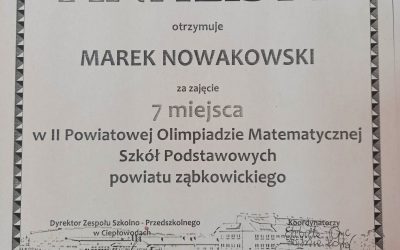 otrzymuje
MAREK NOWAKOWSKI
za zajęcie
7 miejsca
w II Powiatowej Olimpiadzie Matematycznej
Szkół Podstawowych
powiatu ząbkowickiego
Dyrektor Zespołu Szkolno - Przedszkolnego
w Ciepłowodach
Koordynatorzy